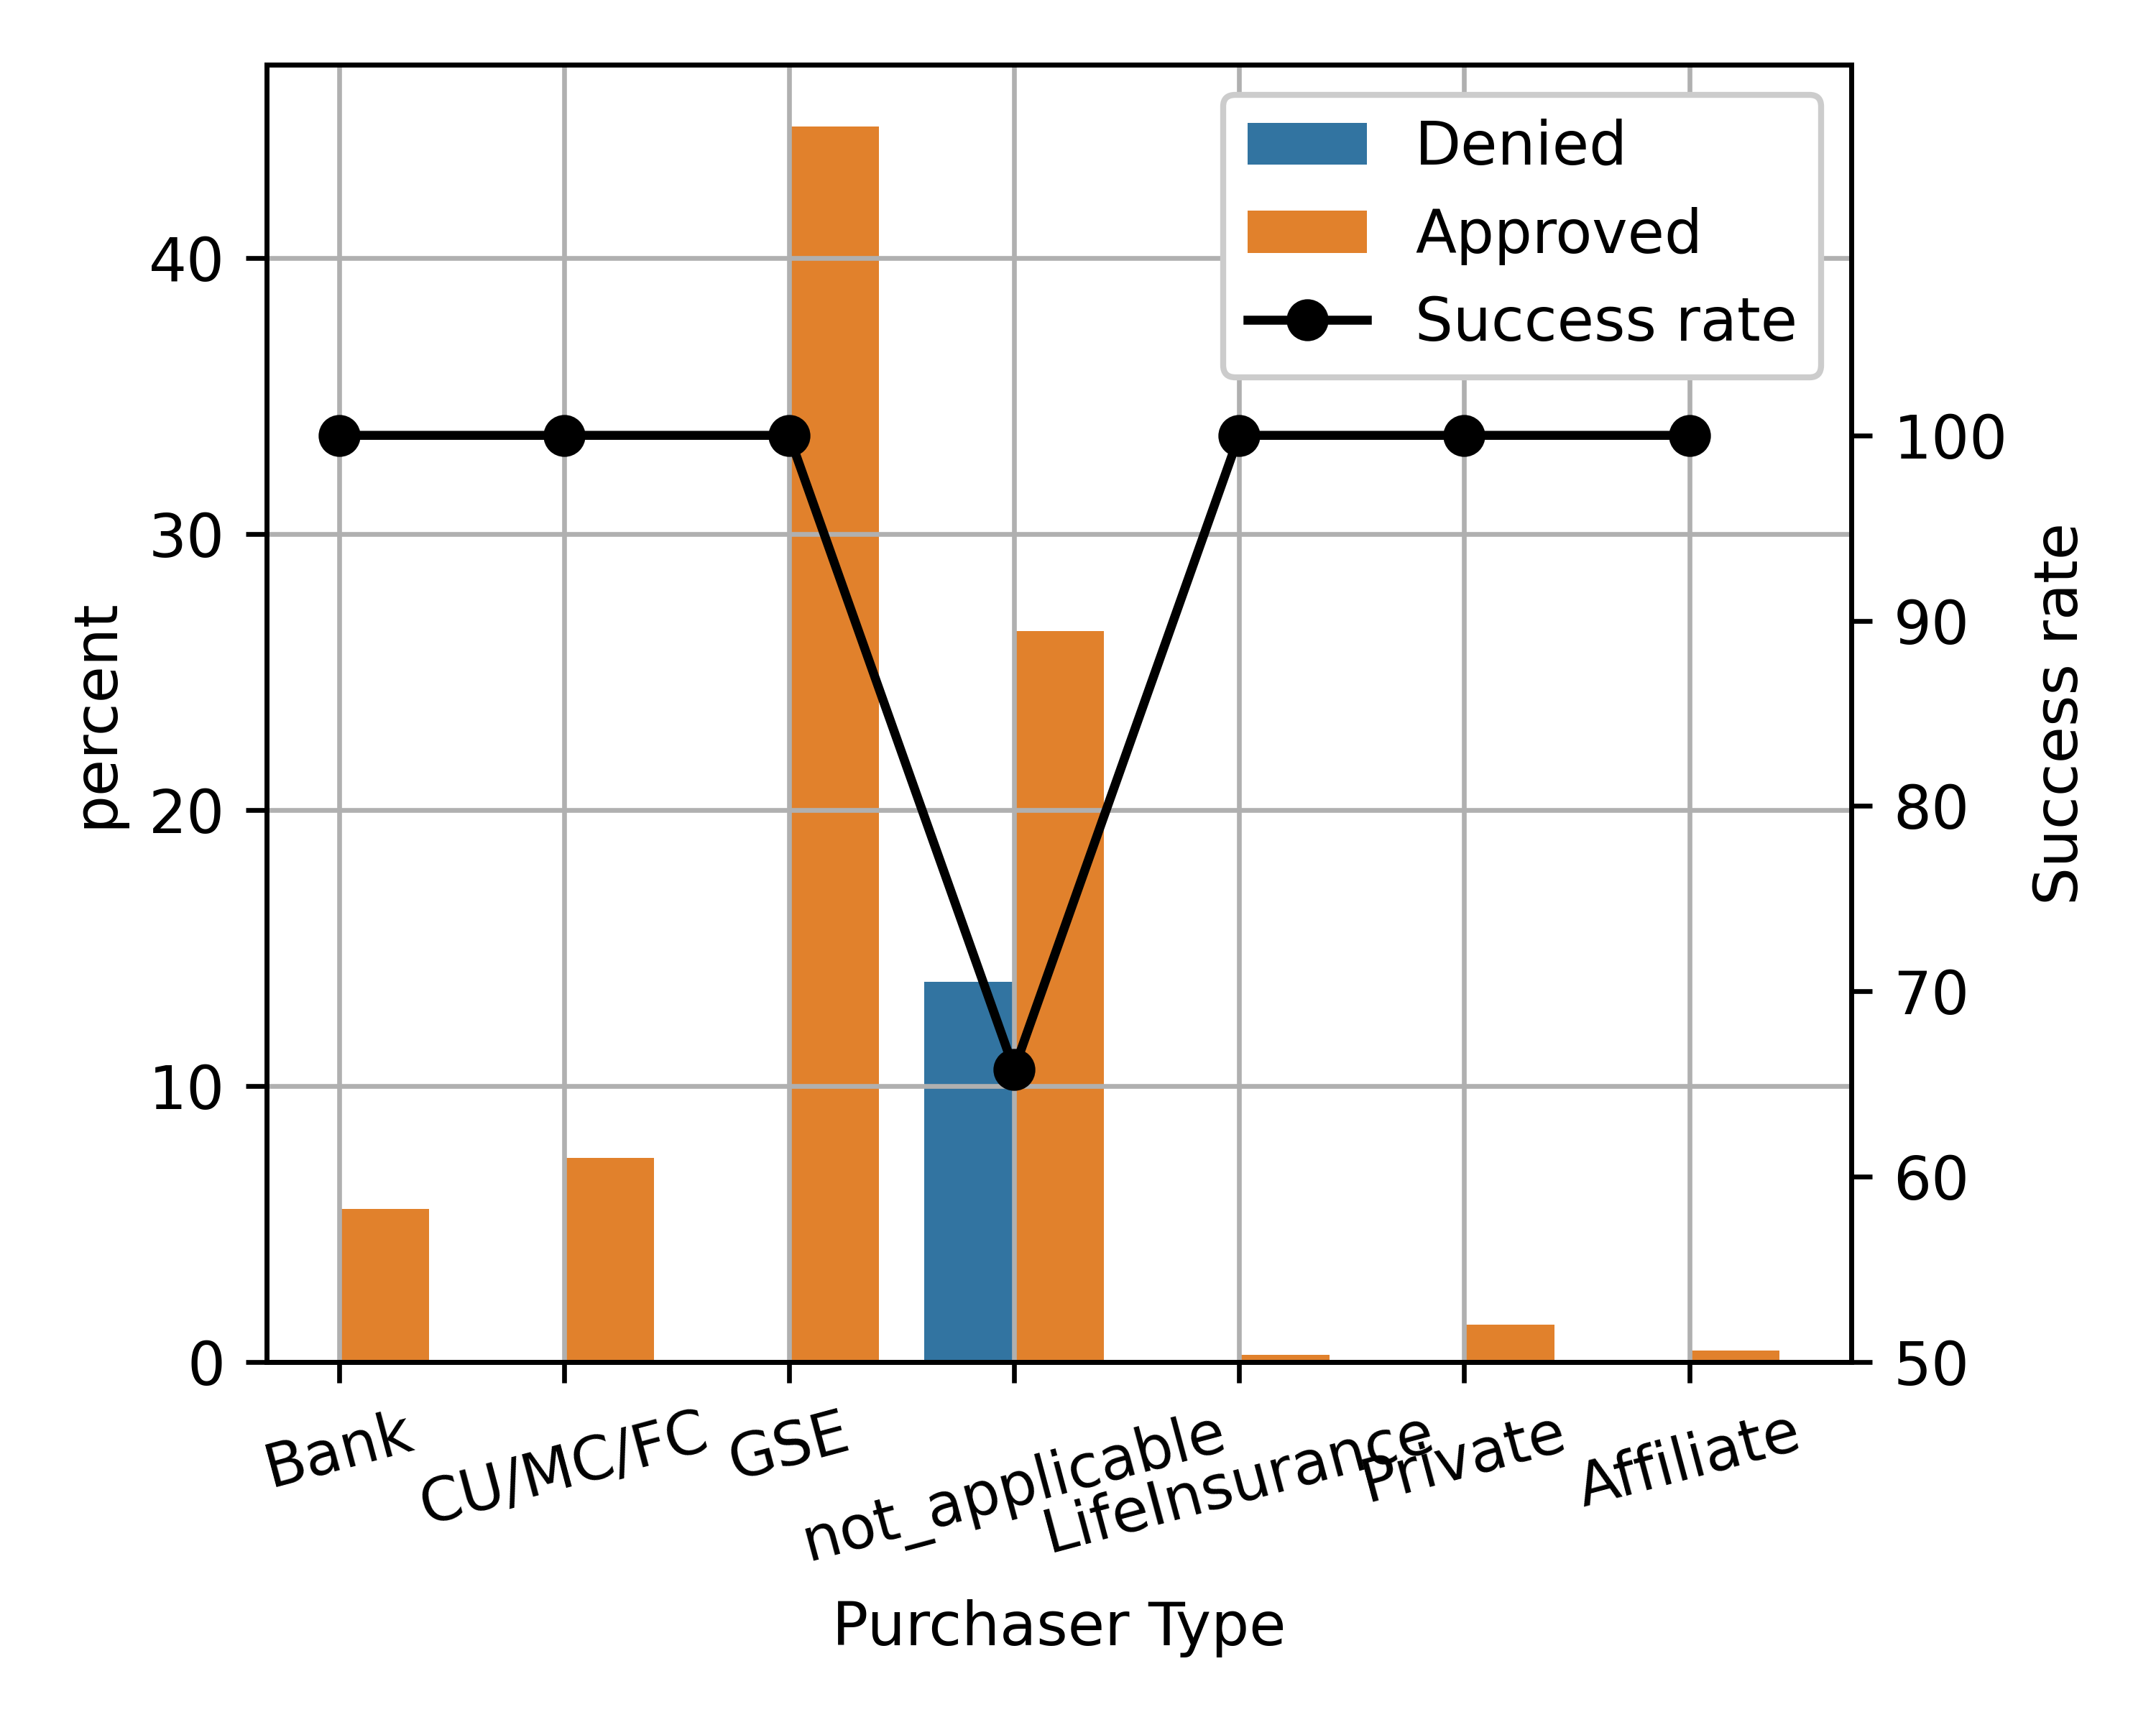 Denied
Approved
Success rate
40
30
20
10
0
percent
100
90
80
70
60
50
Success rate
Bank
CU/MC/FC
GSE
not_applicable
LifeInsurance
Private
Affiliate
Purchaser Type